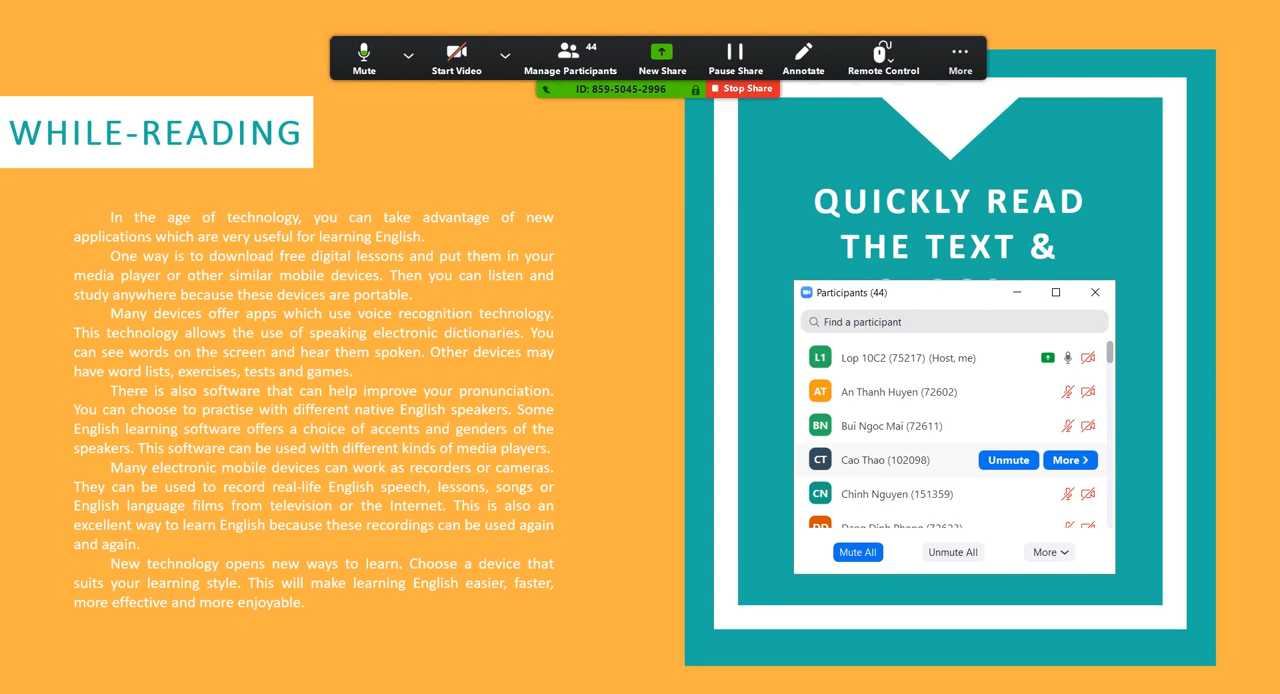 Mute
Start Video
Manage Participants
44
New Share
Pause Share
Annotate
Remote Control
More
ID: 859-5045-2996
Stop Share
WHILE-READING
In the age of technology, you can take advantage of new
applications which are very useful for learning English.
One way is to download free digital lessons and put them in your
media player or other similar mobile devices. Then you can listen and
study anywhere because these devices are portable.
Many devices offer apps which use voice recognition technology.
This technology allows the use of speaking electronic dictionaries. You
can see words on the screen and hear them spoken. Other devices may
have word lists, exercises, tests and games.
There is also software that can help improve your pronunciation.
You can choose to practise with different native English speakers. Some
English learning software offers a choice of accents and genders of the
speakers. This software can be used with different kinds of media players.
Many electronic mobile devices can work as recorders or cameras.
They can be used to record real-life English speech, lessons, songs or
English language films from television or the Internet. This is also an
excellent way to learn English because these recordings can be used again
and again.
New technology opens new ways to learn. Choose a device that
suits your learning style. This will make learning English easier, faster,
more effective and more enjoyable.
QUICKLY READ
THE TEXT &
Participants (44)
Find a participant
L1 Lop 10C2 (75217) (Host, me)
AT An Thanh Huyen (72602)
BN Bui Ngoc Mai (72611)
CT Cao Thao (102098) Unmute More
CN Chinh Nguyen (151359)
DD Dang Dinh Phong
Mute All Unmute All More